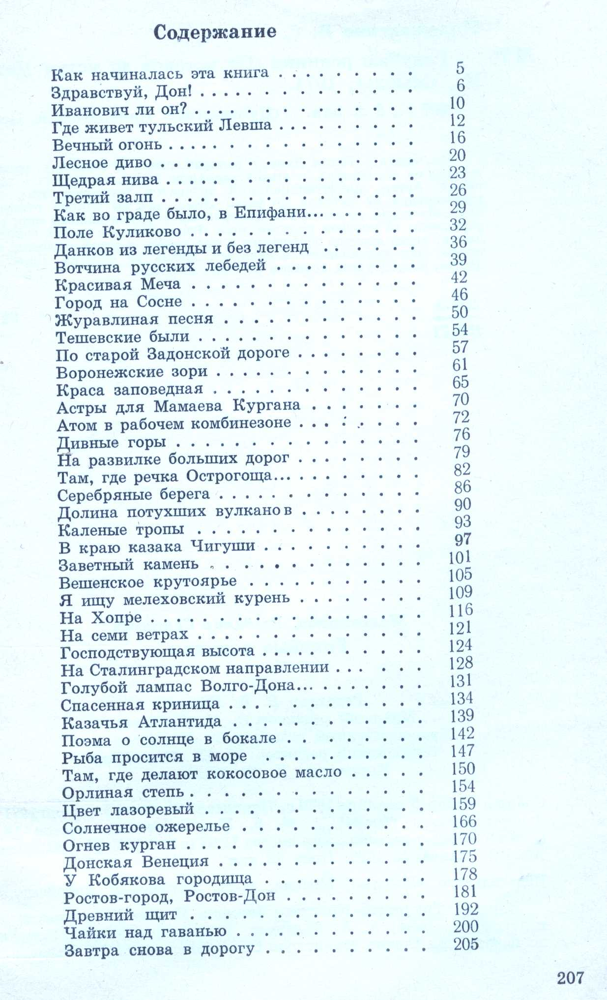 Содержание
Как начиналась эта книга . . . . . . . . . . 5
Здравствуй, Дон! . . . . . . . . . . . . . . 6
Иванович ли он? . . . . . . . . . . . . . . 10
Где живет тульский Левша . . . . . . . . . . 12
Вечный огонь . . . . . . . . . . . . . . . . 16
Лесное диво . . . . . . . . . . . . . . . . 20
Щедрая нива . . . . . . . . . . . . . . . . 23
Третий залп . . . . . . . . . . . . . . . . 26
Как во граде было, в Епифани... . . . . . . . 29
Поле Куликово . . . . . . . . . . . . . . . 32
Данков из легенды и без легенд . . . . . . . 36
Вотчина русских лебедей . . . . . . . . . . 39
Красивая Меча . . . . . . . . . . . . . . . 42
Город на Сосне . . . . . . . . . . . . . . . 46
Журавлиная песня . . . . . . . . . . . . . . 50
Тешевские были . . . . . . . . . . . . . . . 54
По старой Задонской дороге . . . . . . . . . 57
Воронежские зори . . . . . . . . . . . . . . 61
Краса заповедная . . . . . . . . . . . . . . 65
Астры для Мамаева Кургана . . . . . . . . 70
Атом в рабочем комбинезоне . . . . . . . . . 72
Дивные горы . . . . . . . . . . . . . . . . 76
На развилке больших дорог . . . . . . . . . 79
Там, где речка Острогоща... . . . . . . . . . 82
Серебряные берега . . . . . . . . . . . . . 86
Долина потухших вулканов . . . . . . . . . 90
Каленые тропы . . . . . . . . . . . . . . . 93
В краю казака Чигуши . . . . . . . . . . . 97
Заветный камень . . . . . . . . . . . . . . 101
Вешенское крутоярье . . . . . . . . . . . . 105
Я ищу мелеховский курень . . . . . . . . . 109
На Хопре . . . . . . . . . . . . . . . . . . 116
На семи ветрах . . . . . . . . . . . . . . . 121
Господствующая высота . . . . . . . . . . . 124
На Сталинградском направлении . . . . . . 128
Голубой лампас Волго-Дона... . . . . . . . . 131
Спасенная криница . . . . . . . . . . . . . 134
Казачья Атлантида . . . . . . . . . . . . . 139
Поэма о солнце в бокале . . . . . . . . . . 142
Рыба просится в море . . . . . . . . . . . 147
Там, где делают кокосовое масло . . . . . 150
Орлиная степь . . . . . . . . . . . . . . . 154
Цвет лазоревый . . . . . . . . . . . . . . . 159
Солнечное ожерелье . . . . . . . . . . . . 166
Огнев курган . . . . . . . . . . . . . . . . 170
Донская Венеция . . . . . . . . . . . . . . 175
У Кобякова городища . . . . . . . . . . . 178
Ростов-город, Ростов-Дон . . . . . . . . . . 181
Древний щит . . . . . . . . . . . . . . . . 192
Чайки над гаванью . . . . . . . . . . . . . 200
Завтра снова в дорогу . . . . . . . . . . . 205
207